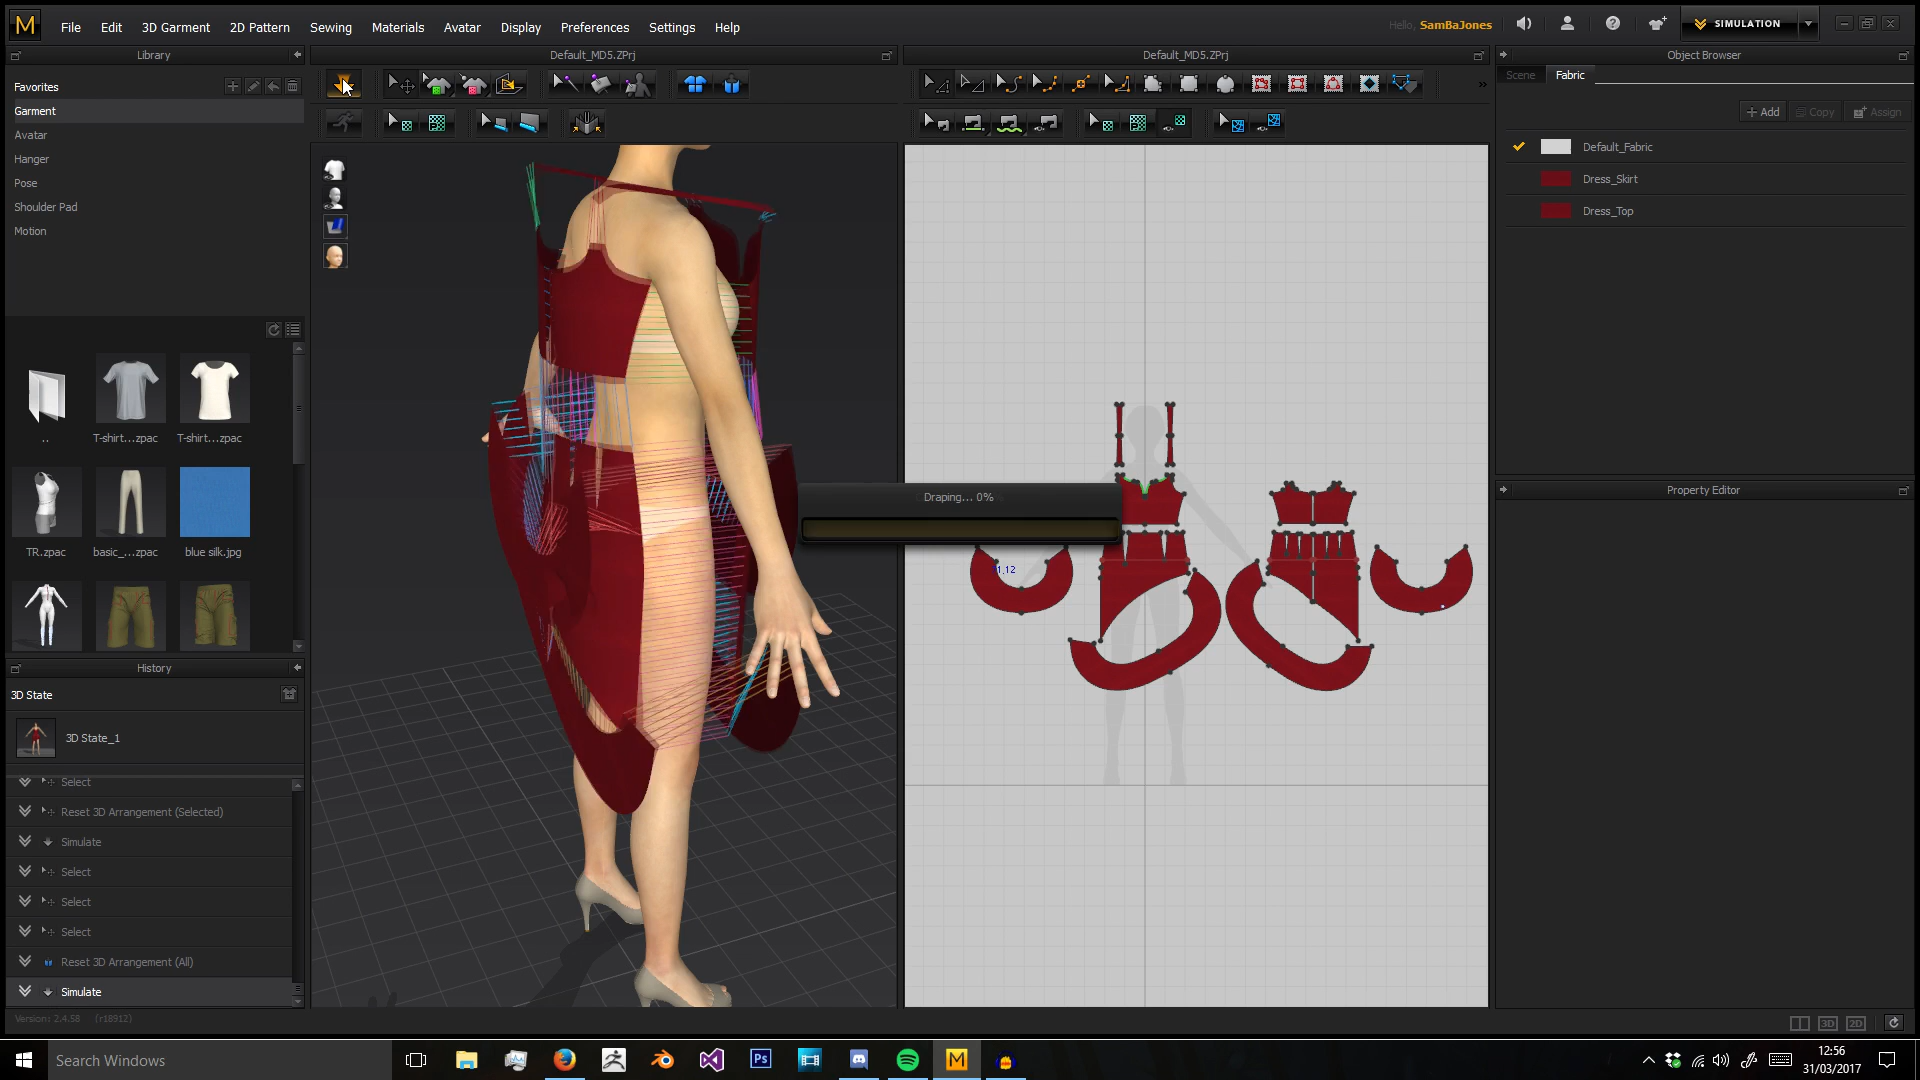 M File Edit 3D Garment 2D Pattern Sewing Materials Avatar Display Preferences Settings Help Hello, SamBaJones SIMULATION
Library Default_MD5.ZPrj Default_MD5.ZPrj Object Browser
Scene Fabric
Favorites
+ Add Copy Assign
Garment
Avatar
Hanger
Pose
Shoulder Pad
Motion
Default_Fabric
Dress_Skirt
Dress_Top
..
T-shirt...zpac
T-shirt...zpac
TR.zpac
basic_...zpac
blue silk.jpg
Draping... 0%
1,12
Property Editor
History
3D State
3D State_1
Select
Reset 3D Arrangement (Selected)
Simulate
Select
Select
Select
Reset 3D Arrangement (All)
Simulate
Version: 2.4.58 (r18912)
3D 2D
Search Windows
Ps
M
12:56
31/03/2017